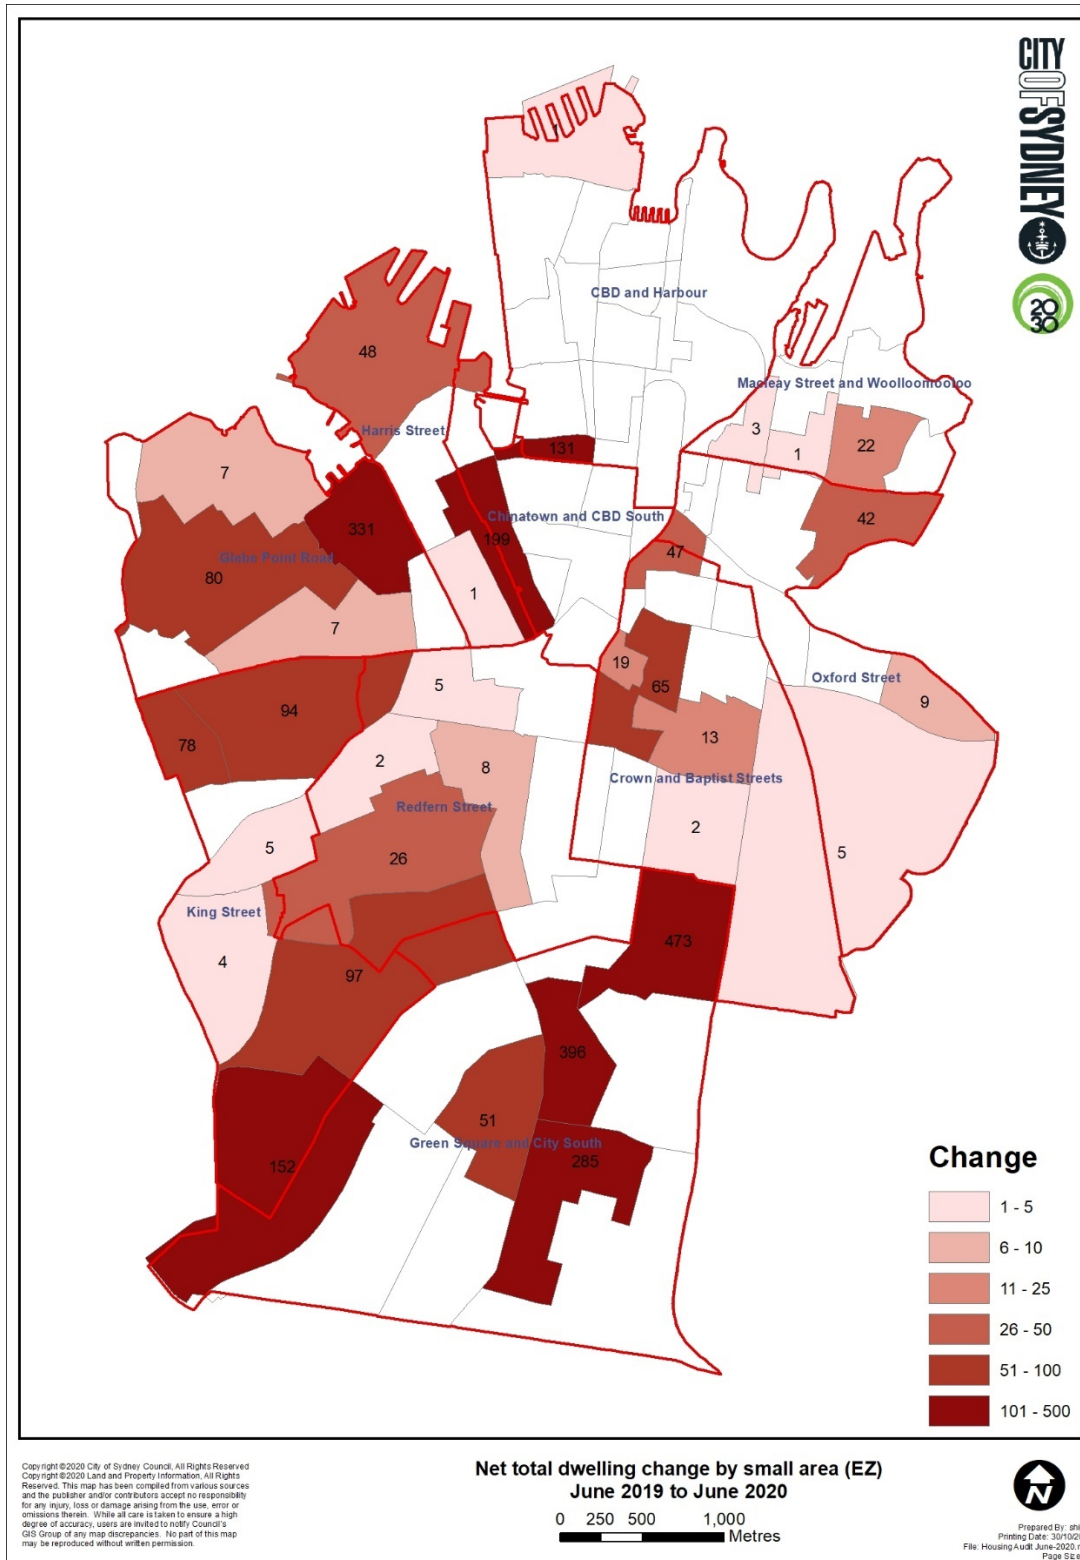 CITY OF SYDNEY
2030
1
CBD and Harbour
48
Macleay Street and Woolloomooloo
Harris Street
3
1
22
131
7
331
Chinatown and CBD South
199
42
47
Glebe Point Road
80
1
7
19
65
5
Oxford Street
9
94
78
13
2
8
Crown and Baptist Streets
Redfern Street
2
5
5
26
King Street
4
97
473
396
51
Green Square and City South
285
152
Change
1 - 5
6 - 10
11 - 25
26 - 50
51 - 100
101 - 500
Copyright ©2020 City of Sydney Council, All Rights Reserved
Copyright ©2020 Land and Property Information, All Rights
Reserved. This map has been compiled from various sources
and the publisher and/or contributors accept no responsibility
for any injury, loss or damage arising from the use, error or
omissions therein. While all care is taken to ensure a high
degree of accuracy, users are invited to notify Council's
GIS Group of any map discrepancies. No part of this map
may be reproduced without written permission.
Net total dwelling change by small area (EZ)
June 2019 to June 2020
0 250 500 1,000
Metres
N
Prepared By: shi
Printing Date: 30/10/20
File: Housing Audit June-2020.
Page Size